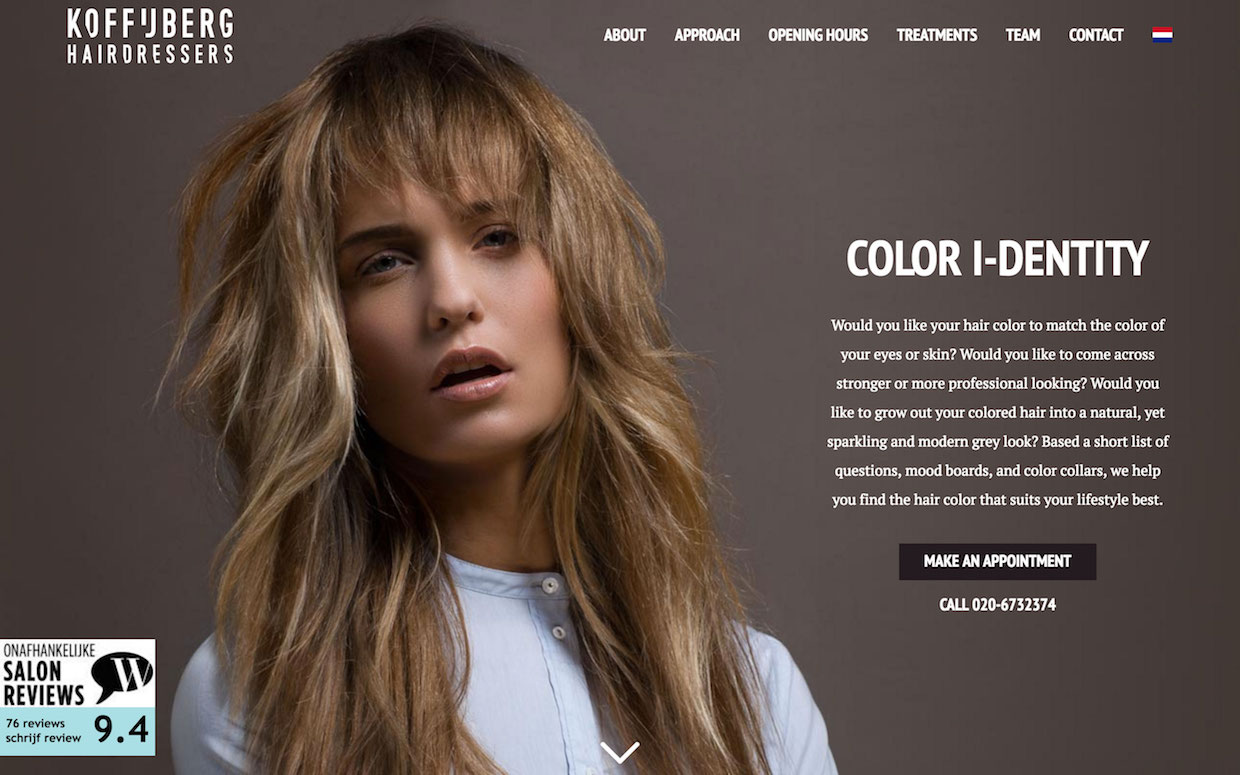 KOFFIJBERG
HAIRDRESSERS
ABOUT APPROACH OPENING HOURS TREATMENTS TEAM CONTACT
COLOR I-DENTITY
Would you like your hair color to match the color of
your eyes or skin? Would you like to come across
stronger or more professional looking? Would you
like to grow out your colored hair into a natural, yet
sparkling and modern grey look? Based a short list of
questions, mood boards, and color collars, we help
you find the hair color that suits your lifestyle best.
MAKE AN APPOINTMENT
CALL 020-6732374
ONAFHANKELIJKE
SALON
REVIEWS
W
76 reviews
schrijf review
9.4